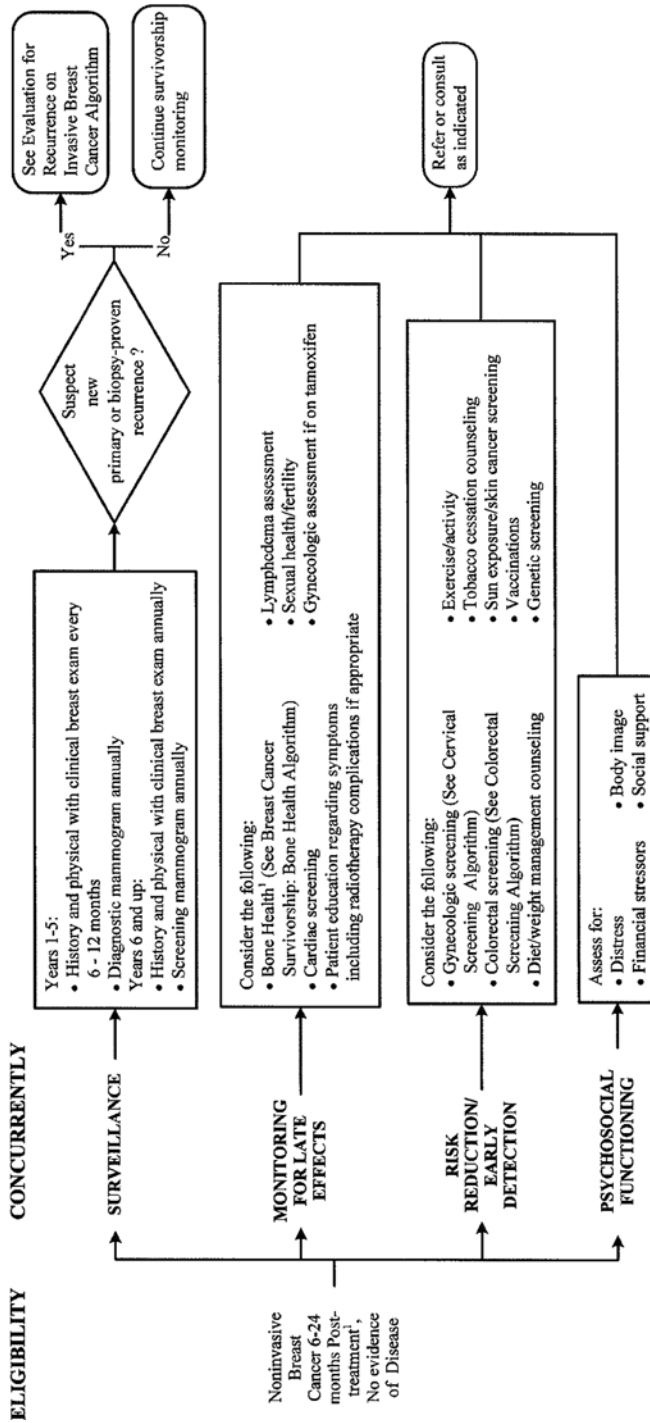 ELIGIBILITY
CONCURRENTLY
Noninvasive
Breast
Cancer 6-24
months Post-
treatment¹,
No evidence
of Disease
SURVEILLANCE
Years 1-5:
• History and physical with clinical breast exam every
6 - 12 months
• Diagnostic mammogram annually
Years 6 and up:
• History and physical with clinical breast exam annually
• Screening mammogram annually
Suspect
new
primary or biopsy-proven
recurrence ?
Yes
See Evaluation for
Recurrence on
Invasive Breast
Cancer Algorithm
No
Continue survivorship
monitoring
MONITORING
FOR LATE
EFFECTS
Consider the following:
• Bone Health¹ (See Breast Cancer
Survivorship: Bone Health Algorithm)
• Cardiac screening
• Patient education regarding symptoms
including radiotherapy complications if appropriate
• Lymphedema assessment
• Sexual health/fertility
• Gynecologic assessment if on tamoxifen
RISK
REDUCTION/
EARLY
DETECTION
Consider the following:
• Gynecologic screening (See Cervical
Screening Algorithm)
• Colorectal screening (See Colorectal
Screening Algorithm)
• Diet/weight management counseling
• Exercise/activity
• Tobacco cessation counseling
• Sun exposure/skin cancer screening
• Vaccinations
• Genetic screening
PSYCHOSOCIAL
FUNCTIONING
Assess for:
• Distress
• Financial stressors
• Body image
• Social support
Refer or consult
as indicated